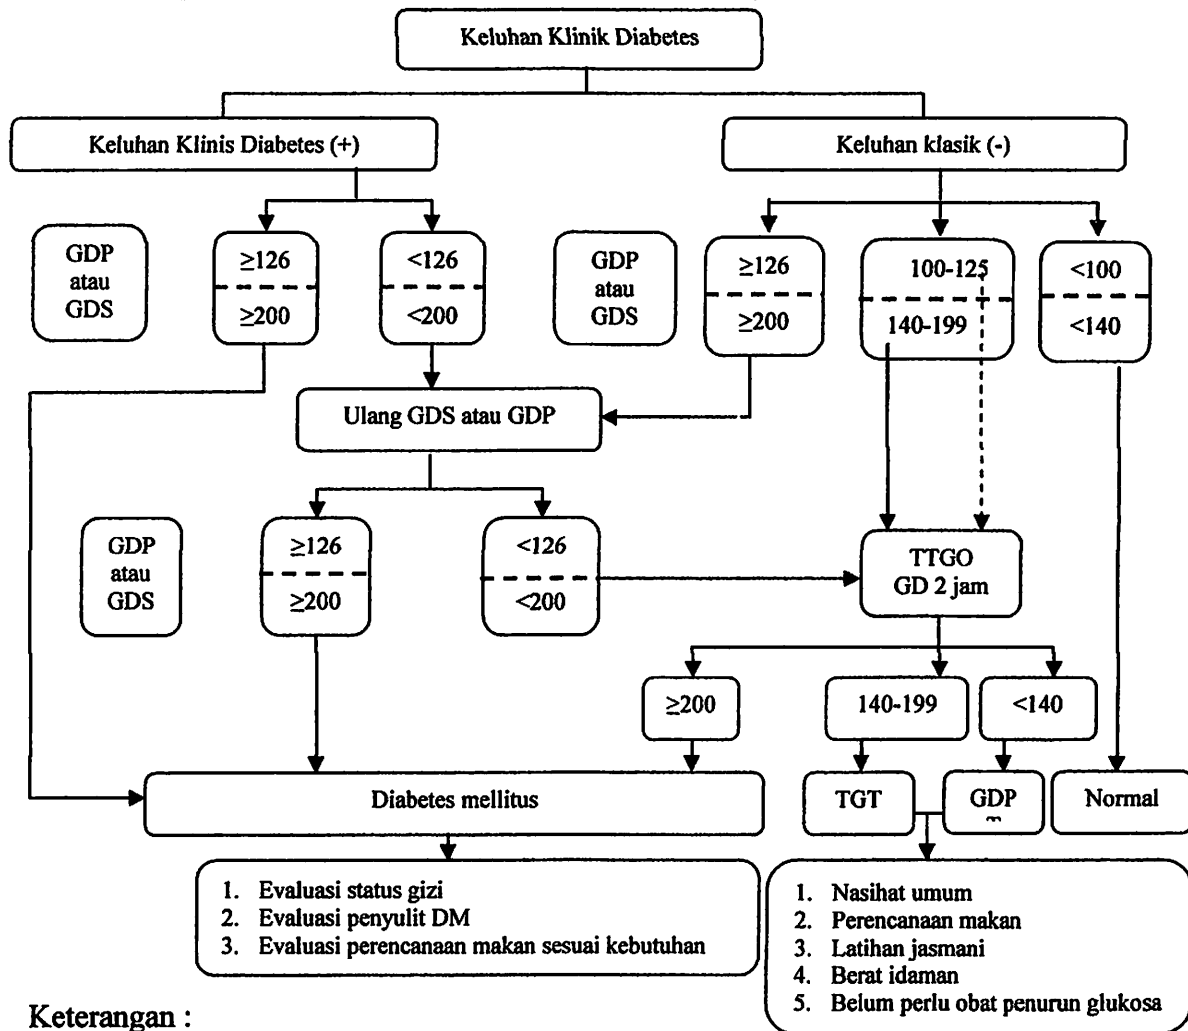 Keluhan Klinik Diabetes
Keluhan Klinis Diabetes (+)
Keluhan klasik (-)
GDP
atau
GDS
≥126
≥200
<126
<200
GDP
atau
GDS
≥126
≥200
100-125
140-199
<100
<140
Ulang GDS atau GDP
GDP
atau
GDS
≥126
≥200
<126
<200
TTGO
GD 2 jam
≥200
140-199
<140
Diabetes mellitus
TGT
GDP
Normal
1. Evaluasi status gizi
2. Evaluasi penyulit DM
3. Evaluasi perencanaan makan sesuai kebutuhan
1. Nasihat umum
2. Perencanaan makan
3. Latihan jasmani
4. Berat idaman
5. Belum perlu obat penurun glukosa
Keterangan :